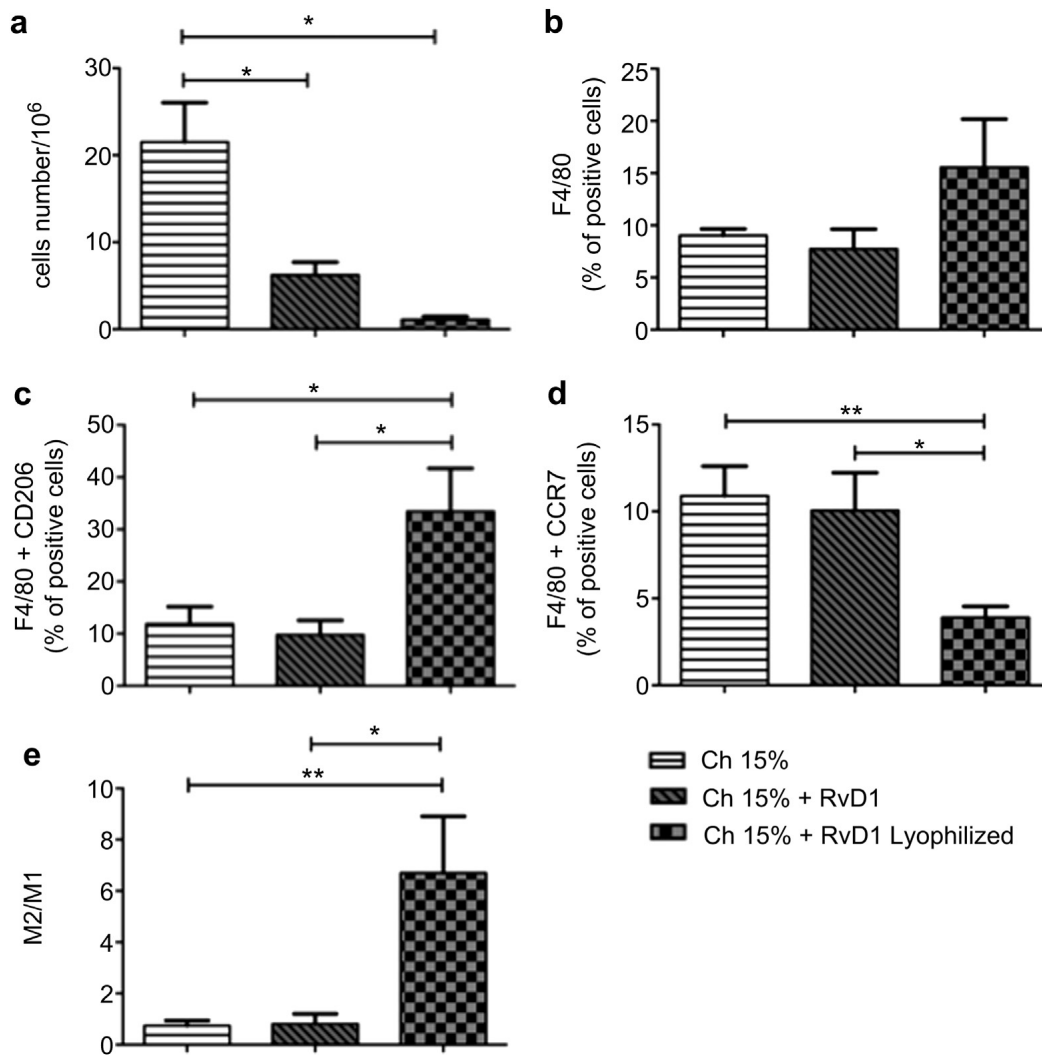 a
*
*
30
20
10
0
cells number/10⁶
b
25
20
15
10
5
0
F4/80
(% of positive cells)
c
*
*
50
40
30
20
10
0
F4/80 + CD206
(% of positive cells)
d
**
*
15
10
5
0
F4/80 + CCR7
(% of positive cells)
e
*
**
10
8
6
4
2
0
M2/M1
Ch 15%
Ch 15% + RvD1
Ch 15% + RvD1 Lyophilized